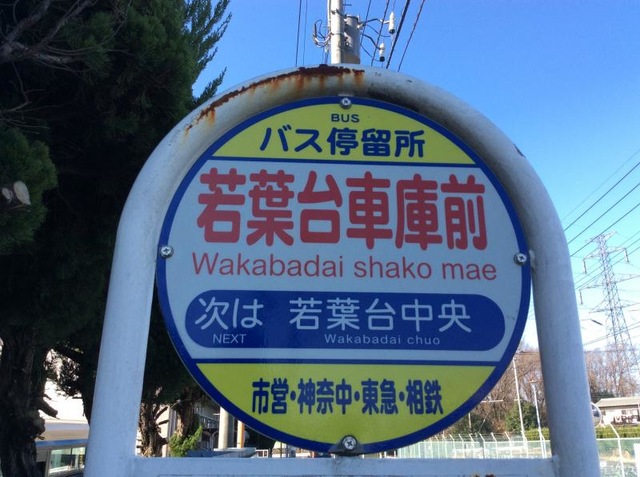 BUS
バス停留所
若葉台車庫前
Wakabadai shako mae
次は 若葉台中央
NEXT Wakabadai chuo
市営・神奈中・東急・相鉄